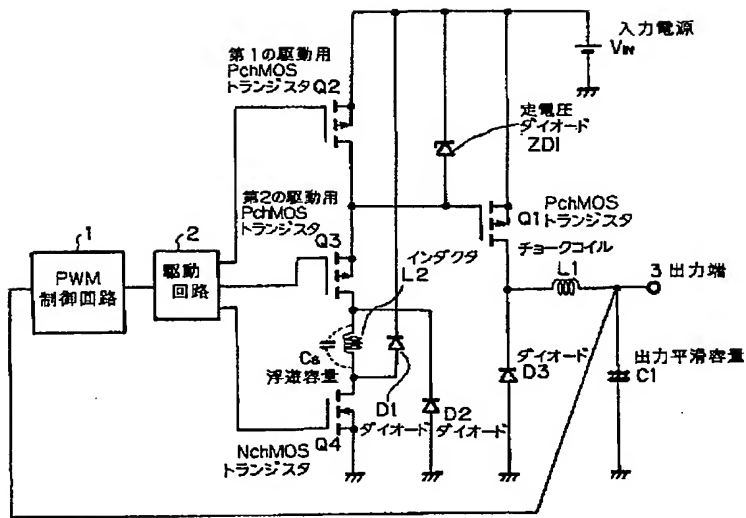 入力電源
VIN
第1の駆動用
PchMOS
トランジスタ Q2
定電圧
ダイオード
ZD1
第2の駆動用
PchMOS
トランジスタ
Q3
PchMOS
Q1 トランジスタ
チョークコイル
L1
インダクタ
L2
3 出力端
1
PWM
制御回路
2
駆動
回路
Cs
浮遊容量
D1
ダイオード
D2
ダイオード
ダイオード
D3
出力平滑容量
C1
NchMOS
トランジスタ
Q4